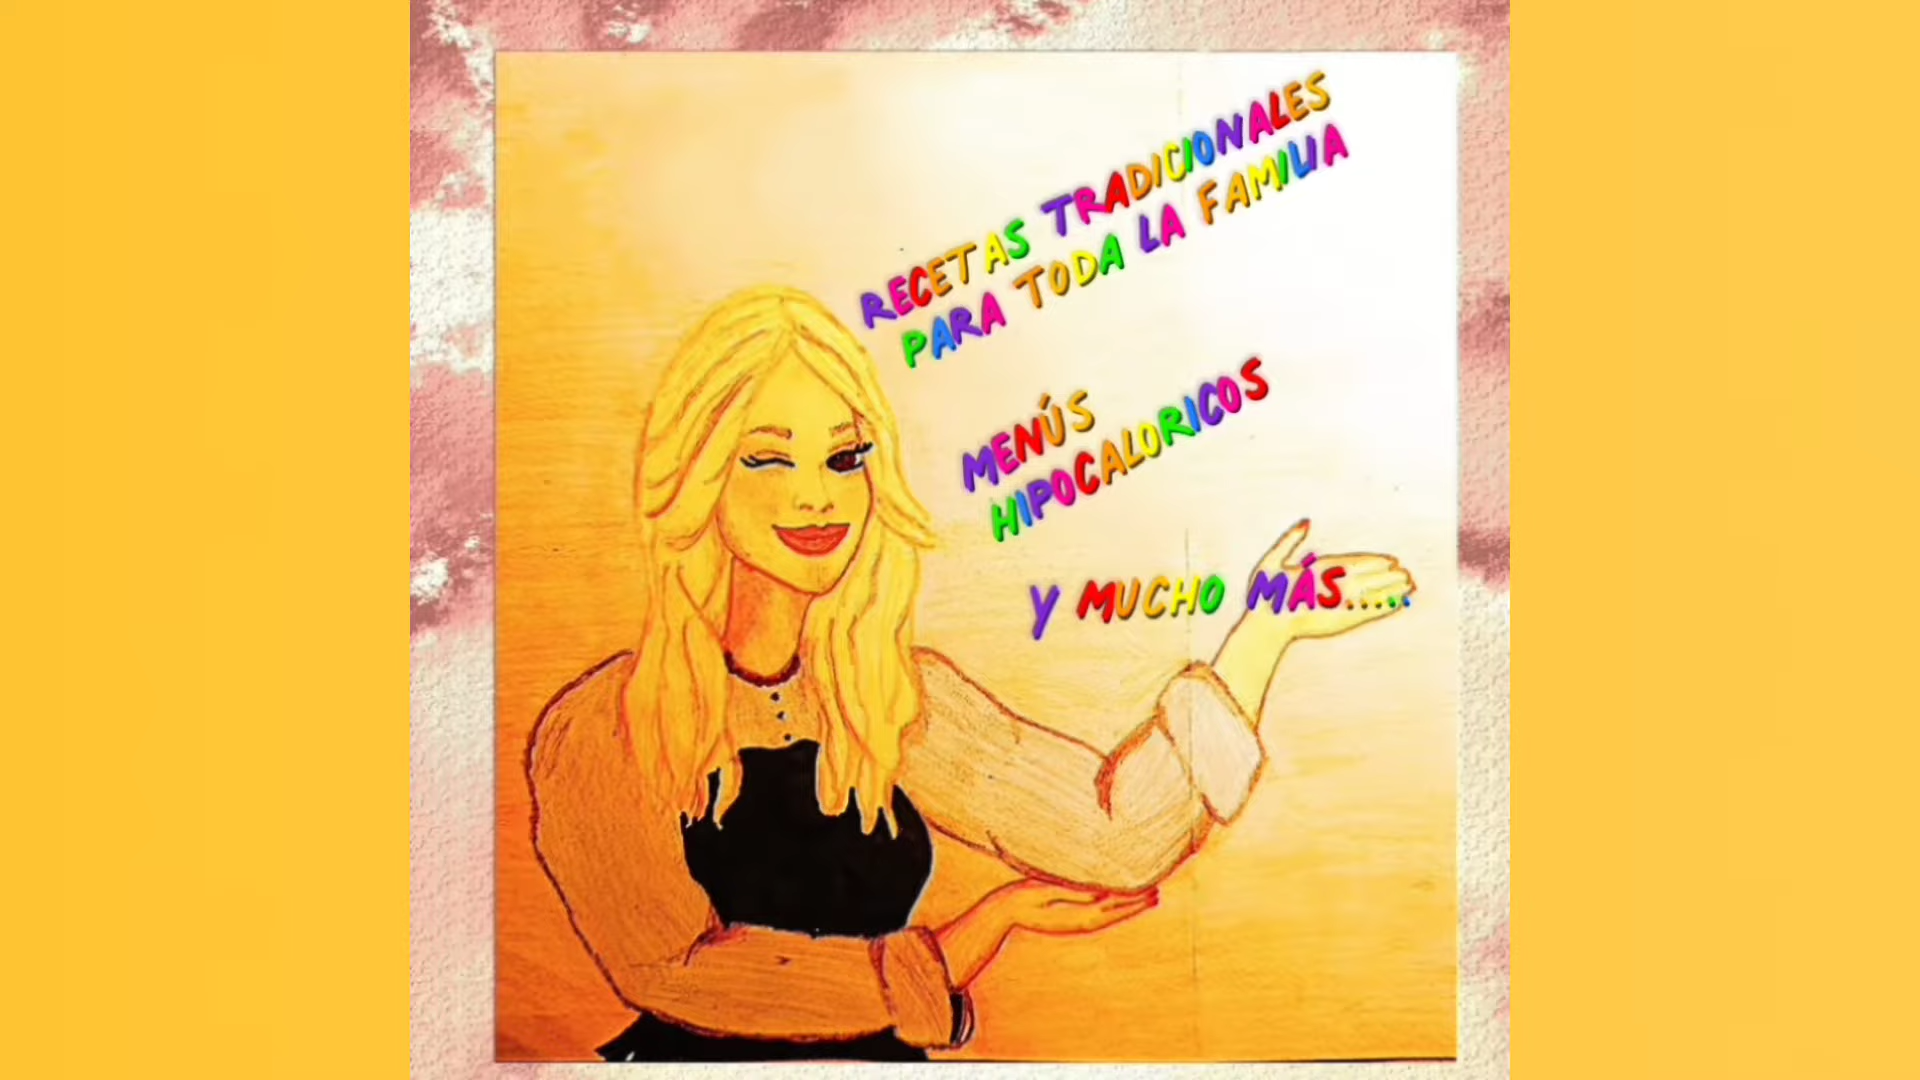 RECETAS TRADICIONALES
PARA TODA LA FAMILIA
MENÚS
HIPOCALORICOS
Y MUCHO MÁS.....